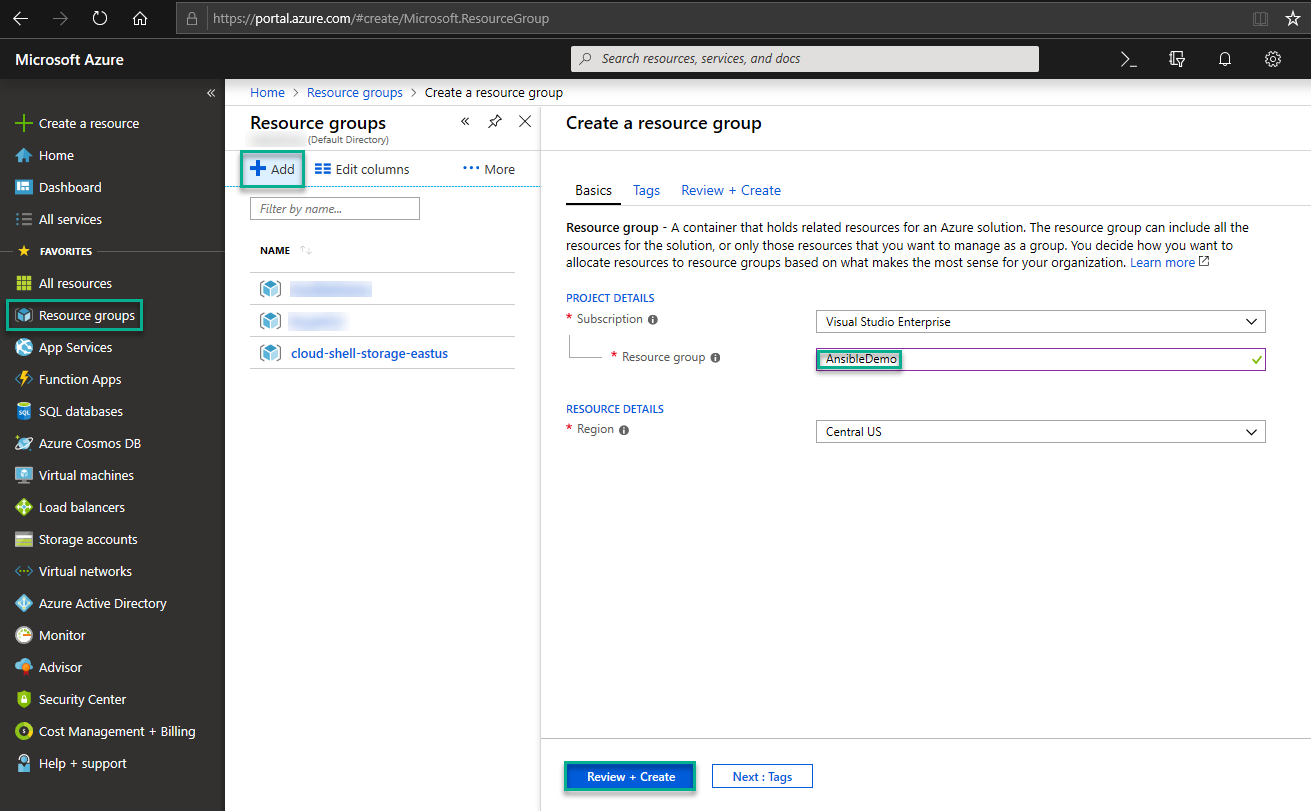 https://portal.azure.com/#create/Microsoft.ResourceGroup
Microsoft Azure
Search resources, services, and docs
Create a resource
Home
Dashboard
All services
FAVORITES
All resources
Resource groups
App Services
Function Apps
SQL databases
Azure Cosmos DB
Virtual machines
Load balancers
Storage accounts
Virtual networks
Azure Active Directory
Monitor
Advisor
Security Center
Cost Management + Billing
Help + support
Home > Resource groups > Create a resource group
Resource groups
(Default Directory)
Add
Edit columns
More
Filter by name...
NAME
cloud-shell-storage-eastus
Create a resource group
Basics
Tags
Review + Create
Resource group - A container that holds related resources for an Azure solution. The resource group can include all the
resources for the solution, or only those resources that you want to manage as a group. You decide how you want to
allocate resources to resource groups based on what makes the most sense for your organization. Learn more
PROJECT DETAILS
* Subscription
Visual Studio Enterprise
* Resource group
AnsibleDemo
RESOURCE DETAILS
* Region
Central US
Review + Create
Next : Tags